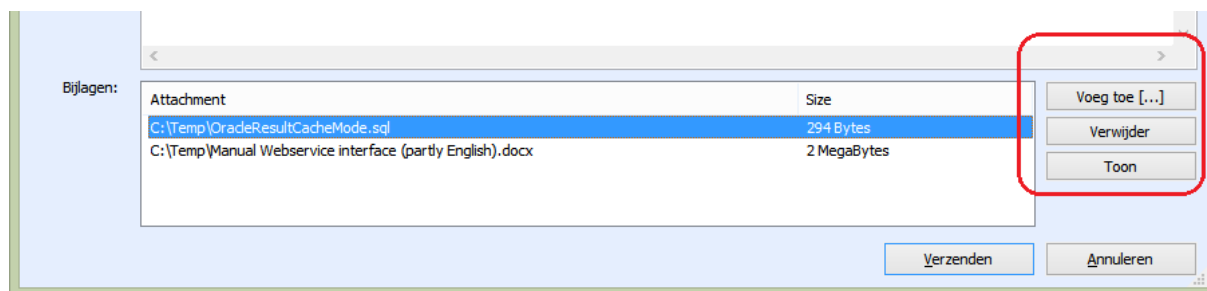 Bijlagen:
Attachment Size
C:\Temp\OracleResultCacheMode.sql 294 Bytes
C:\Temp\Manual Webservice interface (partly English).docx 2 MegaBytes
Voeg toe [...]
Verwijder
Toon
Verzenden Annuleren